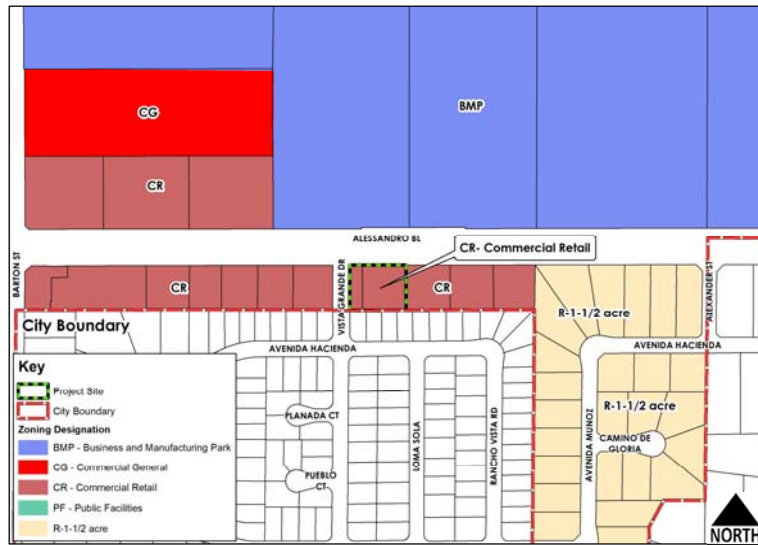 CG
BMP
CR
ALESSANDRO BL
CR- Commercial Retail
BARTON ST
VISTA GRANDE DR
ALEXANDER ST
CR
CR
R-1-1/2 acre
City Boundary
AVENIDA HACIENDA
AVENIDA HACIENDA
Key
Project Site
City Boundary
Zoning Designation
BMP - Business and Manufacturing Park
CG - Commercial General
CR - Commercial Retail
PF - Public Facilities
R-1-1/2 acre
PLANADA CT
PUEBLO
CT
LOMA SOLA
RANCHO VISTA RD
AVENIDA MUNOZ
R-1-1/2 acre
CAMINO DE
GLORIA
NORTH